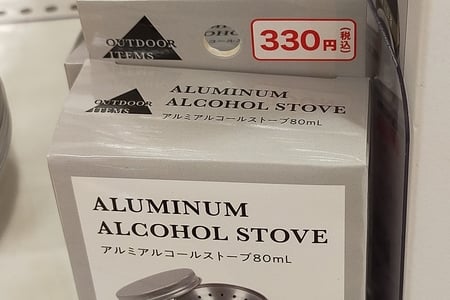 OUTDOOR
ITEMS
330円(税込)
ALUMINUM
ALCOHOL STOVE
アルミアルコールストーブ80mL
OUTDOOR
ITEMS
ALUMINUM
ALCOHOL STOVE
アルミアルコールストーブ80mL